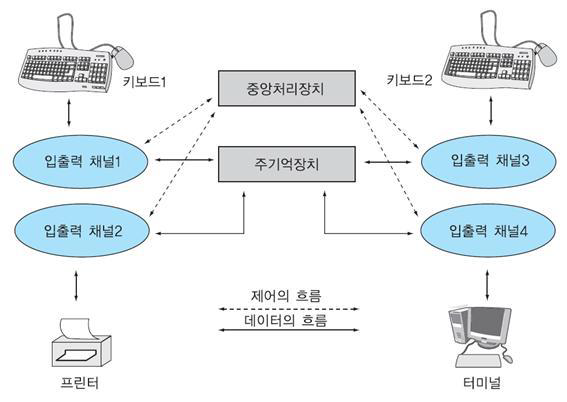 키보드1
키보드2
중앙처리장치
입출력 채널1
주기억장치
입출력 채널3
입출력 채널2
입출력 채널4
제어의 흐름
데이터의 흐름
프린터
터미널